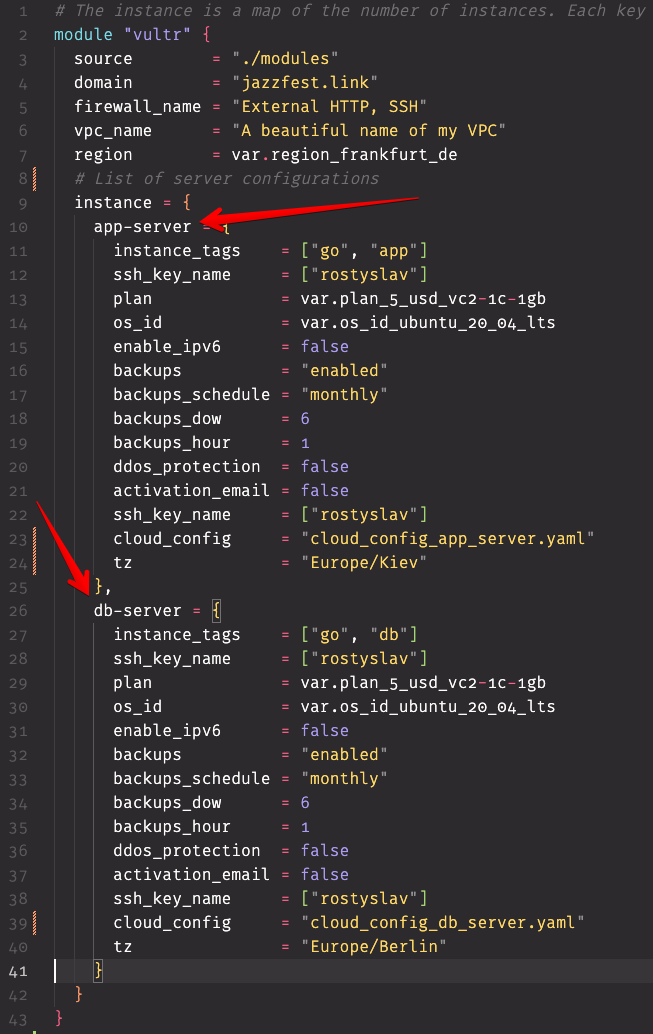 1 # The instance is a map of the number of instances. Each key
2 module "vultr" {
3 source = "./modules"
4 domain = "jazzfest.link"
5 firewall_name = "External HTTP, SSH"
6 vpc_name = "A beautiful name of my VPC"
7 region = var.region_frankfurt_de
8 # List of server configurations
9 instance = {
10 app-server = {
11 instance_tags = ["go", "app"]
12 ssh_key_name = ["rostyslav"]
13 plan = var.plan_5_usd_vc2-1c-1gb
14 os_id = var.os_id_ubuntu_20_04_lts
15 enable_ipv6 = false
16 backups = "enabled"
17 backups_schedule = "monthly"
18 backups_dow = 6
19 backups_hour = 1
20 ddos_protection = false
21 activation_email = false
22 ssh_key_name = ["rostyslav"]
23 cloud_config = "cloud_config_app_server.yaml"
24 tz = "Europe/Kiev"
25 },
26 db-server = {
27 instance_tags = ["go", "db"]
28 ssh_key_name = ["rostyslav"]
29 plan = var.plan_5_usd_vc2-1c-1gb
30 os_id = var.os_id_ubuntu_20_04_lts
31 enable_ipv6 = false
32 backups = "enabled"
33 backups_schedule = "monthly"
34 backups_dow = 6
35 backups_hour = 1
36 ddos_protection = false
37 activation_email = false
38 ssh_key_name = ["rostyslav"]
39 cloud_config = "cloud_config_db_server.yaml"
40 tz = "Europe/Berlin"
41 }
42 }
43 }